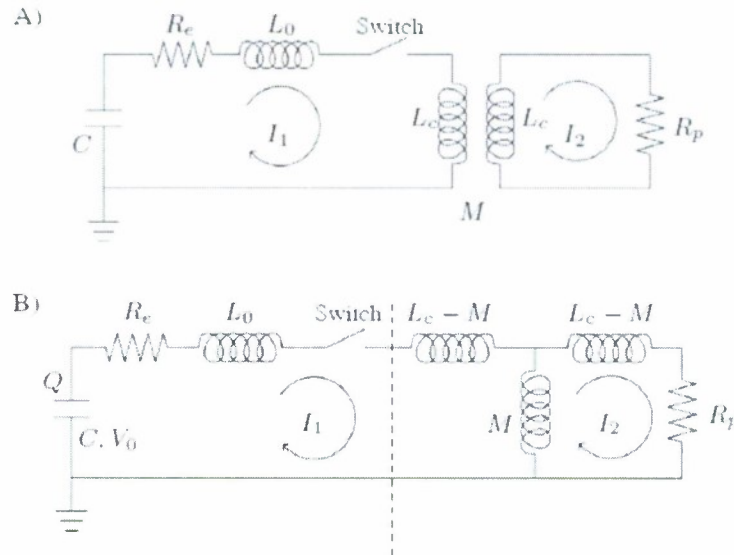 A)
R_e L_0 Switch
C I_1 L_c L_c I_2 R_p
M
B)
R_e L_0 Switch L_c − M L_c − M
Q
C, V_0 I_1 M I_2 R_p